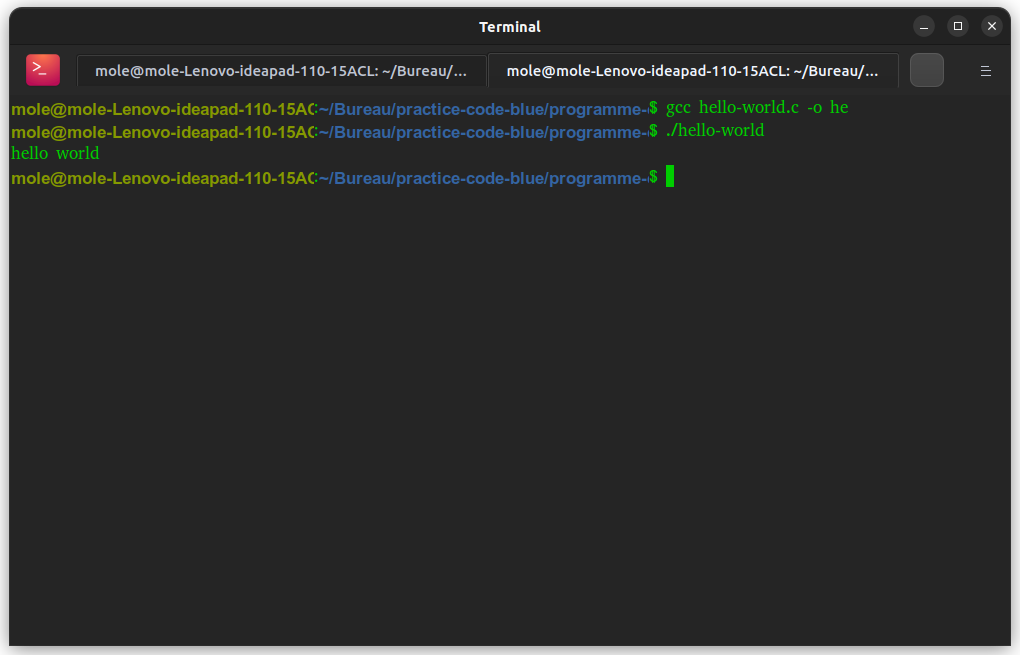 Terminal
>_
mole@mole-Lenovo-ideapad-110-15ACL: ~/Bureau/...
mole@mole-Lenovo-ideapad-110-15ACL: ~/Bureau/...
mole@mole-Lenovo-ideapad-110-15AC:~/Bureau/practice-code-blue/programme-$ gcc hello-world.c -o he
mole@mole-Lenovo-ideapad-110-15AC:~/Bureau/practice-code-blue/programme-$ ./hello-world
hello world
mole@mole-Lenovo-ideapad-110-15AC:~/Bureau/practice-code-blue/programme-$